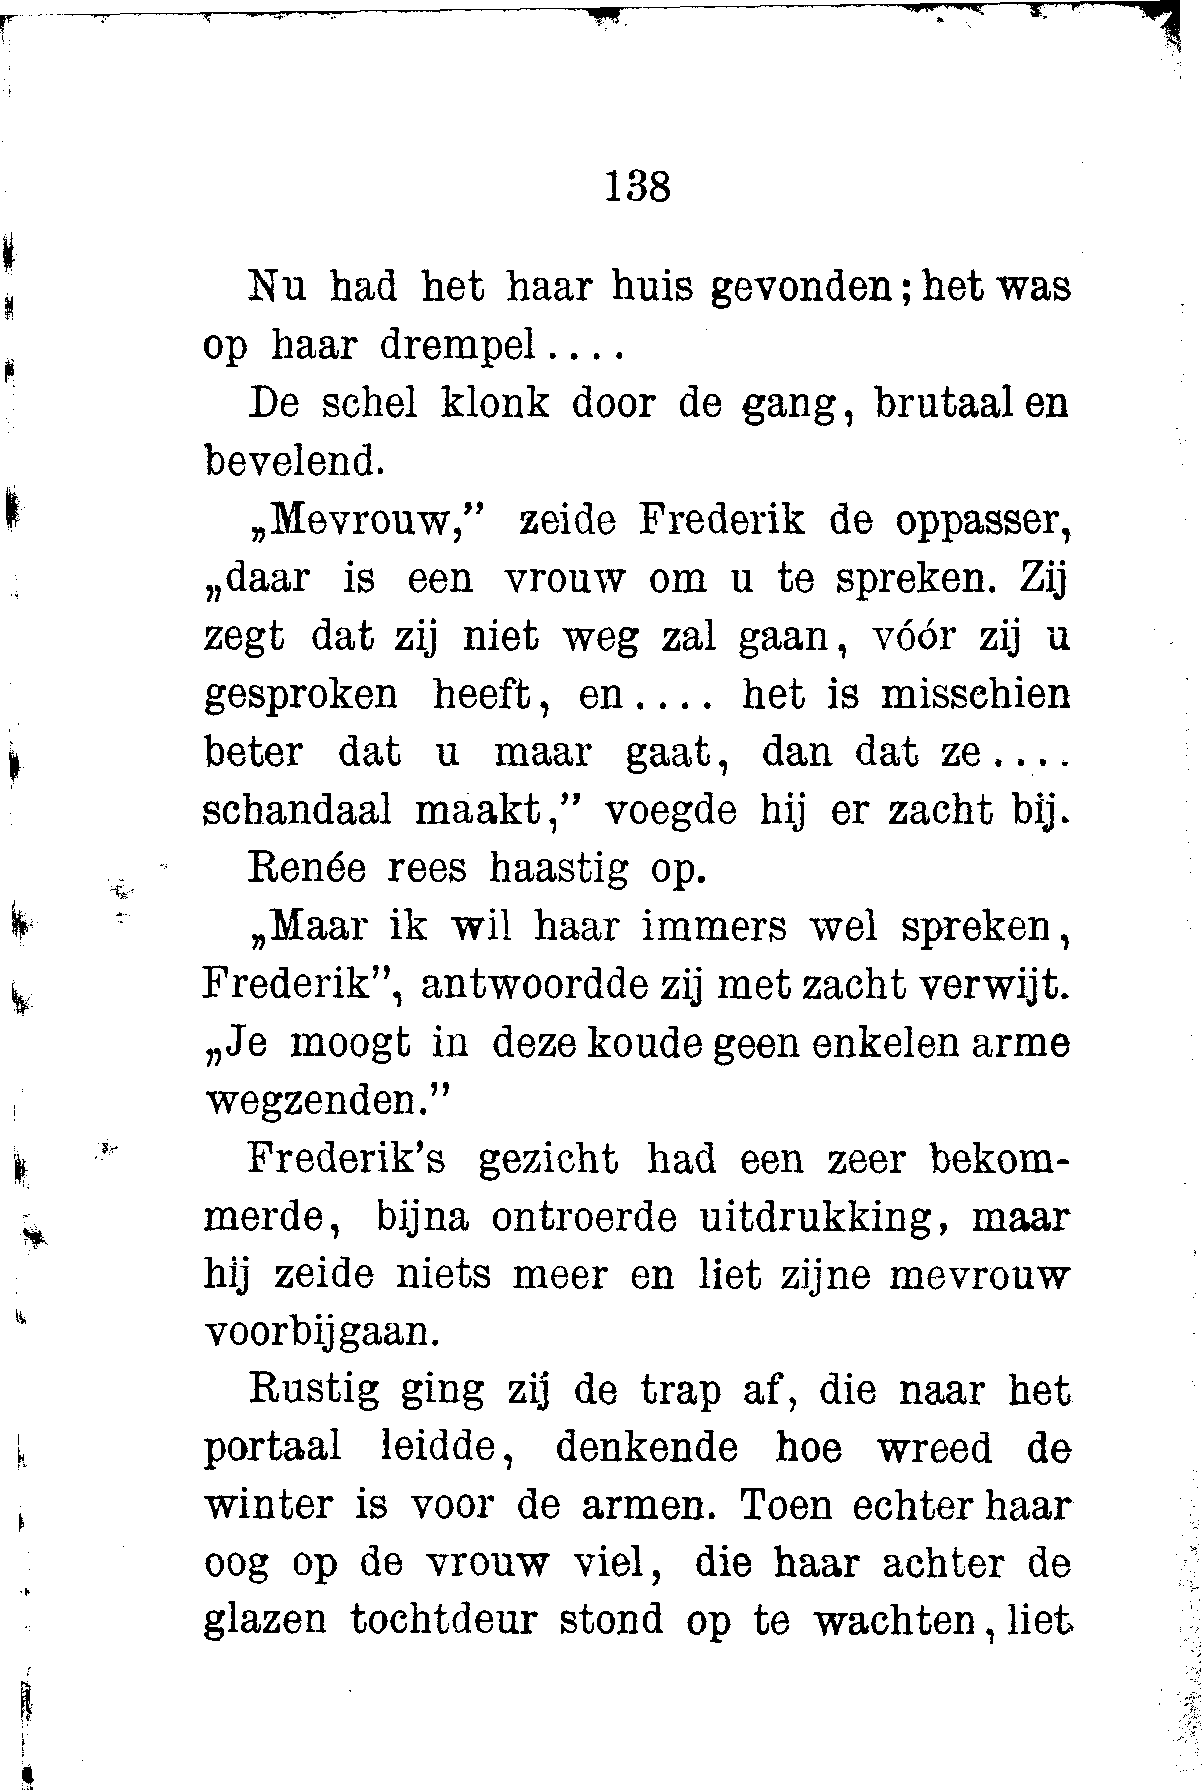 138
Nu had het haar huis gevonden; het was
op haar drempel....
De schel klonk door de gang, brutaal en
bevelend.
„Mevrouw,” zeide Frederik de oppasser,
„daar is een vrouw om u te spreken. Zij
zegt dat zij niet weg zal gaan, vóór zij u
gesproken heeft, en.... het is misschien
beter dat u maar gaat, dan dat ze....
schandaal maakt,” voegde hij er zacht bij.
Renée rees haastig op.
„Maar ik wil haar immers wel spreken,
Frederik”, antwoordde zij met zacht verwijt.
„Je moogt in deze koude geen enkelen arme
wegzenden.”
Frederik's gezicht had een zeer bekom-
merde, bijna ontroerde uitdrukking, maar
hij zeide niets meer en liet zijne mevrouw
voorbijgaan.
Rustig ging zij de trap af, die naar het
portaal leidde, denkende hoe wreed de
winter is voor de armen. Toen echter haar
oog op de vrouw viel, die haar achter de
glazen tochtdeur stond op te wachten, liet